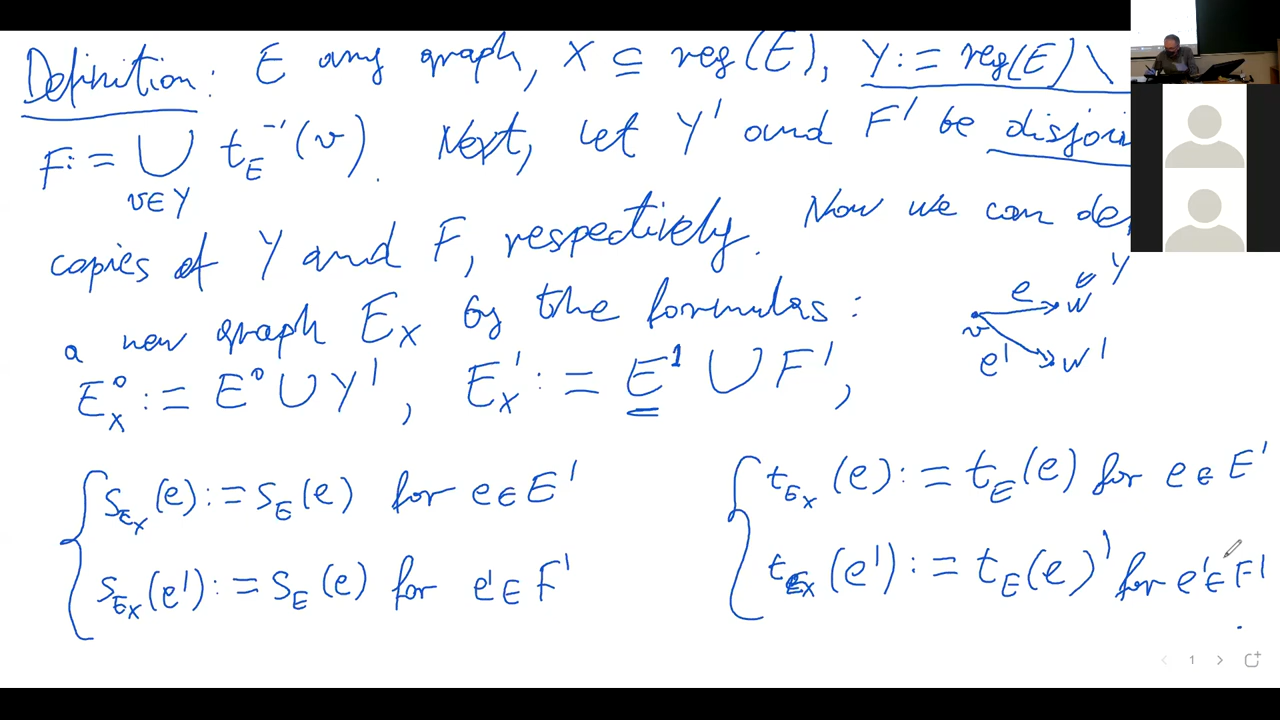 Definition: E any graph, X ⊆ reg(E), Y := reg(E) \
F := ⋃_{v∈Y} t_E^{-1}(v). Next, let Y' and F' be
copies of Y and F, respectively. Now we can
a new graph E_X by the formulas:
e w ∈ Y
v
e' w'
E_X^0 := E^0 ∪ Y', E_X^1 := E^1 ∪ F',
{ s_{E_X}(e) := s_E(e) for e ∈ E^1
s_{E_X}(e') := s_E(e) for e' ∈ F'
{ t_{E_X}(e) := t_E(e) for e ∈ E^1
t_{E_X}(e') := t_E(e)' for e' ∈ F'.
1